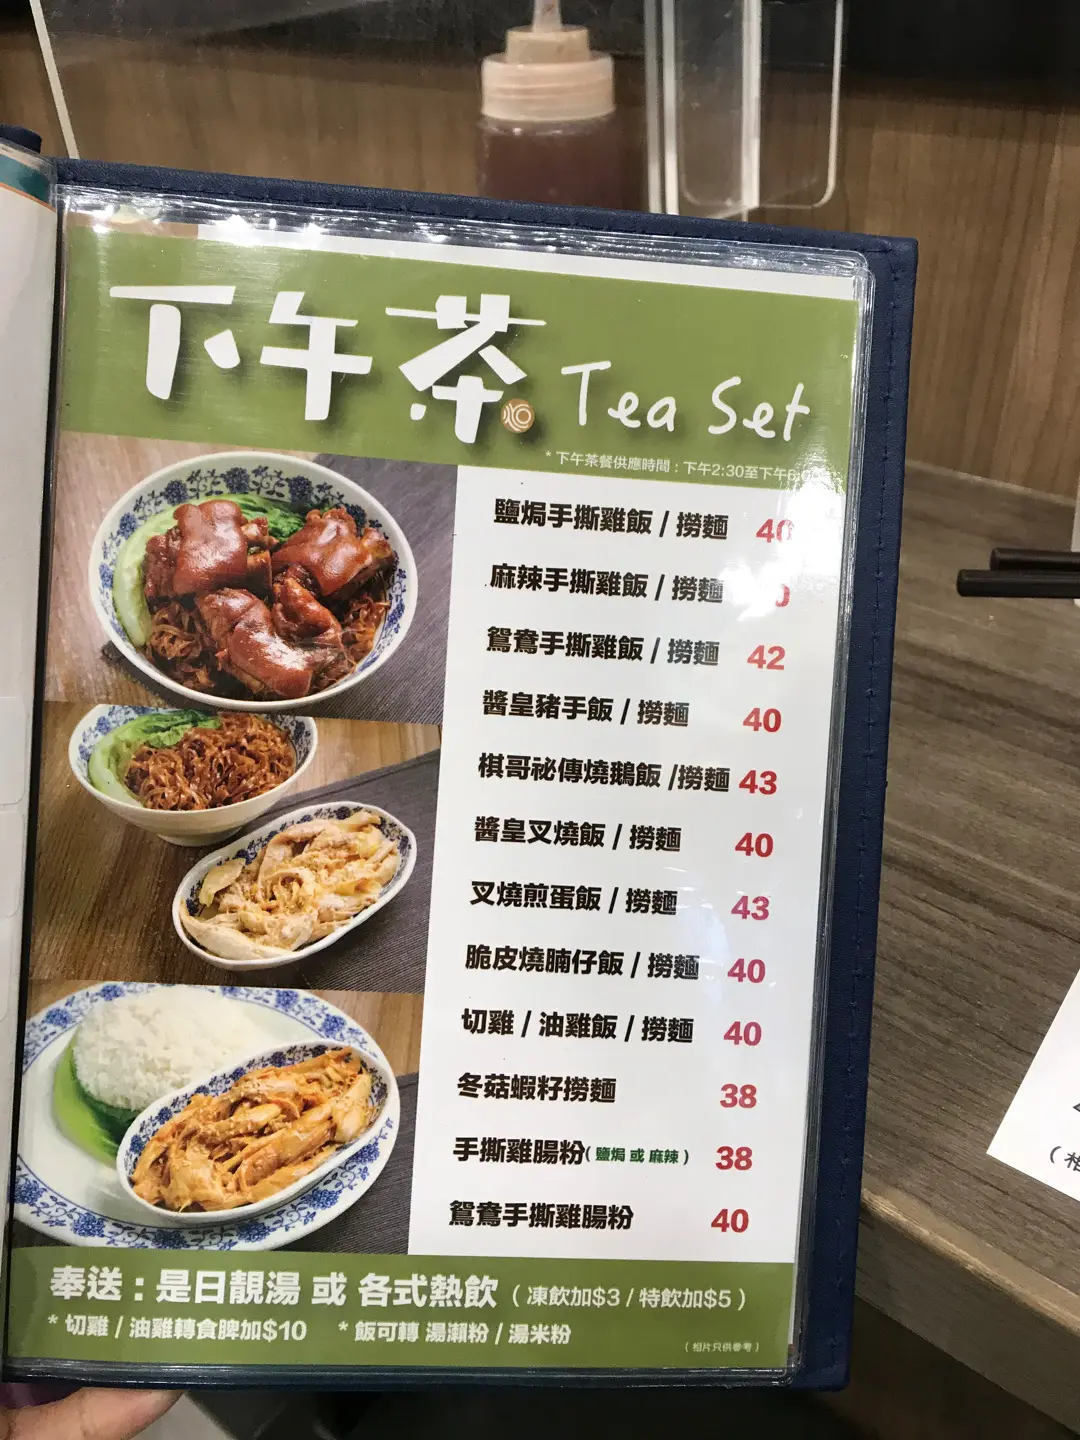 下午茶 Tea Set
* 下午茶餐供應時間：下午2:30至下午
鹽焗手撕雞飯 / 撈麵 40
麻辣手撕雞飯 / 撈麵
鴛鴦手撕雞飯 / 撈麵 42
醬皇豬手飯 / 撈麵 40
棋哥祕傳燒鵝飯 /撈麵 43
醬皇叉燒飯 / 撈麵 40
叉燒煎蛋飯 / 撈麵 43
脆皮燒腩仔飯 / 撈麵 40
切雞 / 油雞飯 / 撈麵 40
冬菇蝦籽撈麵 38
手撕雞腸粉( 鹽焗 或 麻辣 ) 38
鴛鴦手撕雞腸粉 40
奉送：是日靚湯 或 各式熱飲 ( 凍飲加$3 / 特飲加$5 )
* 切雞 / 油雞轉食脾加$10 * 飯可轉 湯瀨粉 / 湯米粉
( 相片只供參考 )